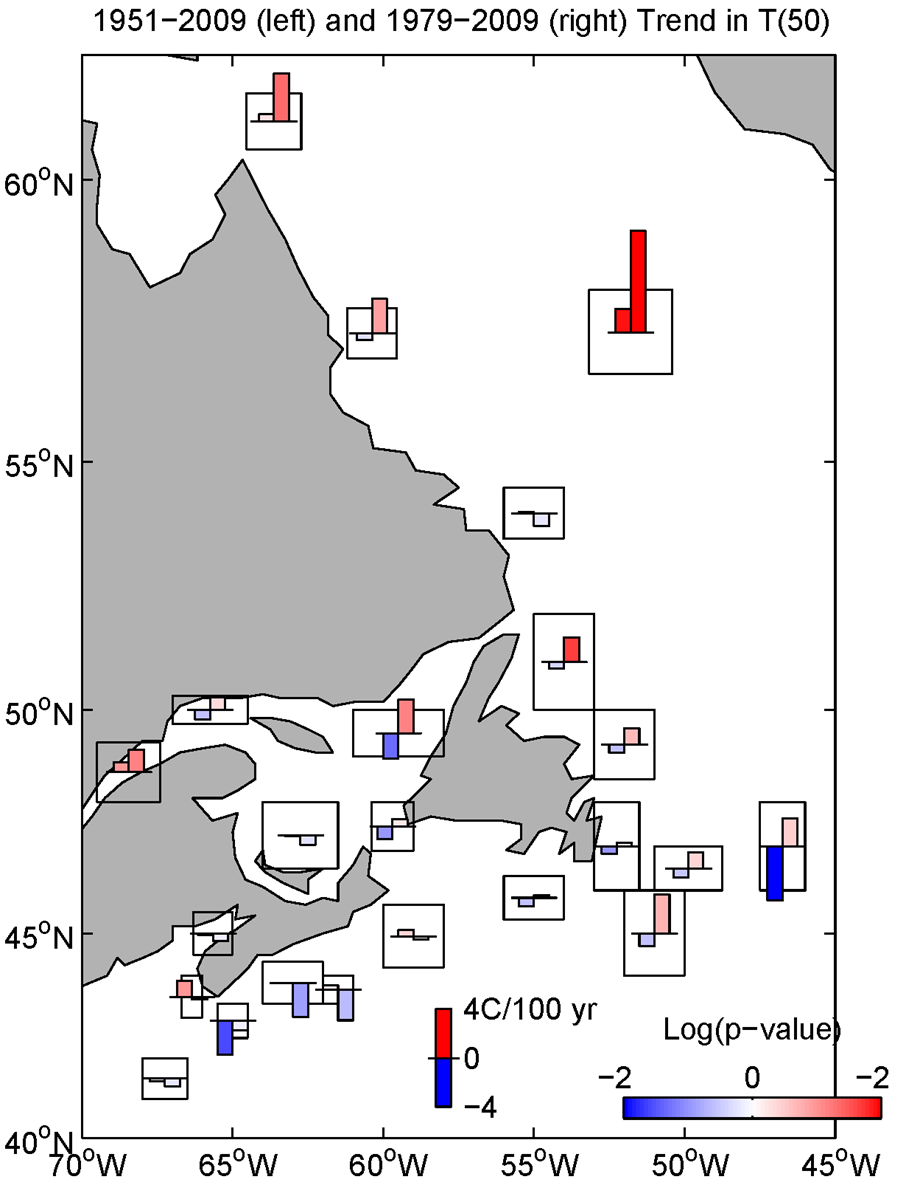 1951−2009 (left) and 1979−2009 (right) Trend in T(50)
60°N
55°N
50°N
45°N
4C/100 yr
Log(p−value)
0
−2 0 −2
−4
40°N
70°W 65°W 60°W 55°W 50°W 45°W